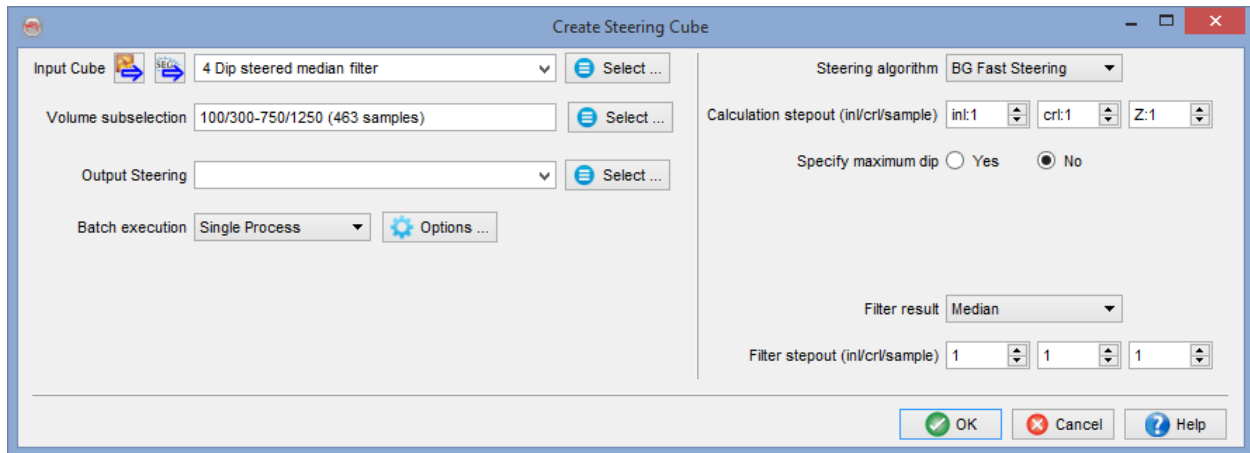 Create Steering Cube
Input Cube SEG 4 Dip steered median filter Select ...
Volume subselection 100/300-750/1250 (463 samples) Select ...
Output Steering Select ...
Batch execution Single Process Options ...
Steering algorithm BG Fast Steering
Calculation stepout (inl/crl/sample) inl:1 crl:1 Z:1
Specify maximum dip Yes No
Filter result Median
Filter stepout (inl/crl/sample) 1 1 1
OK Cancel Help